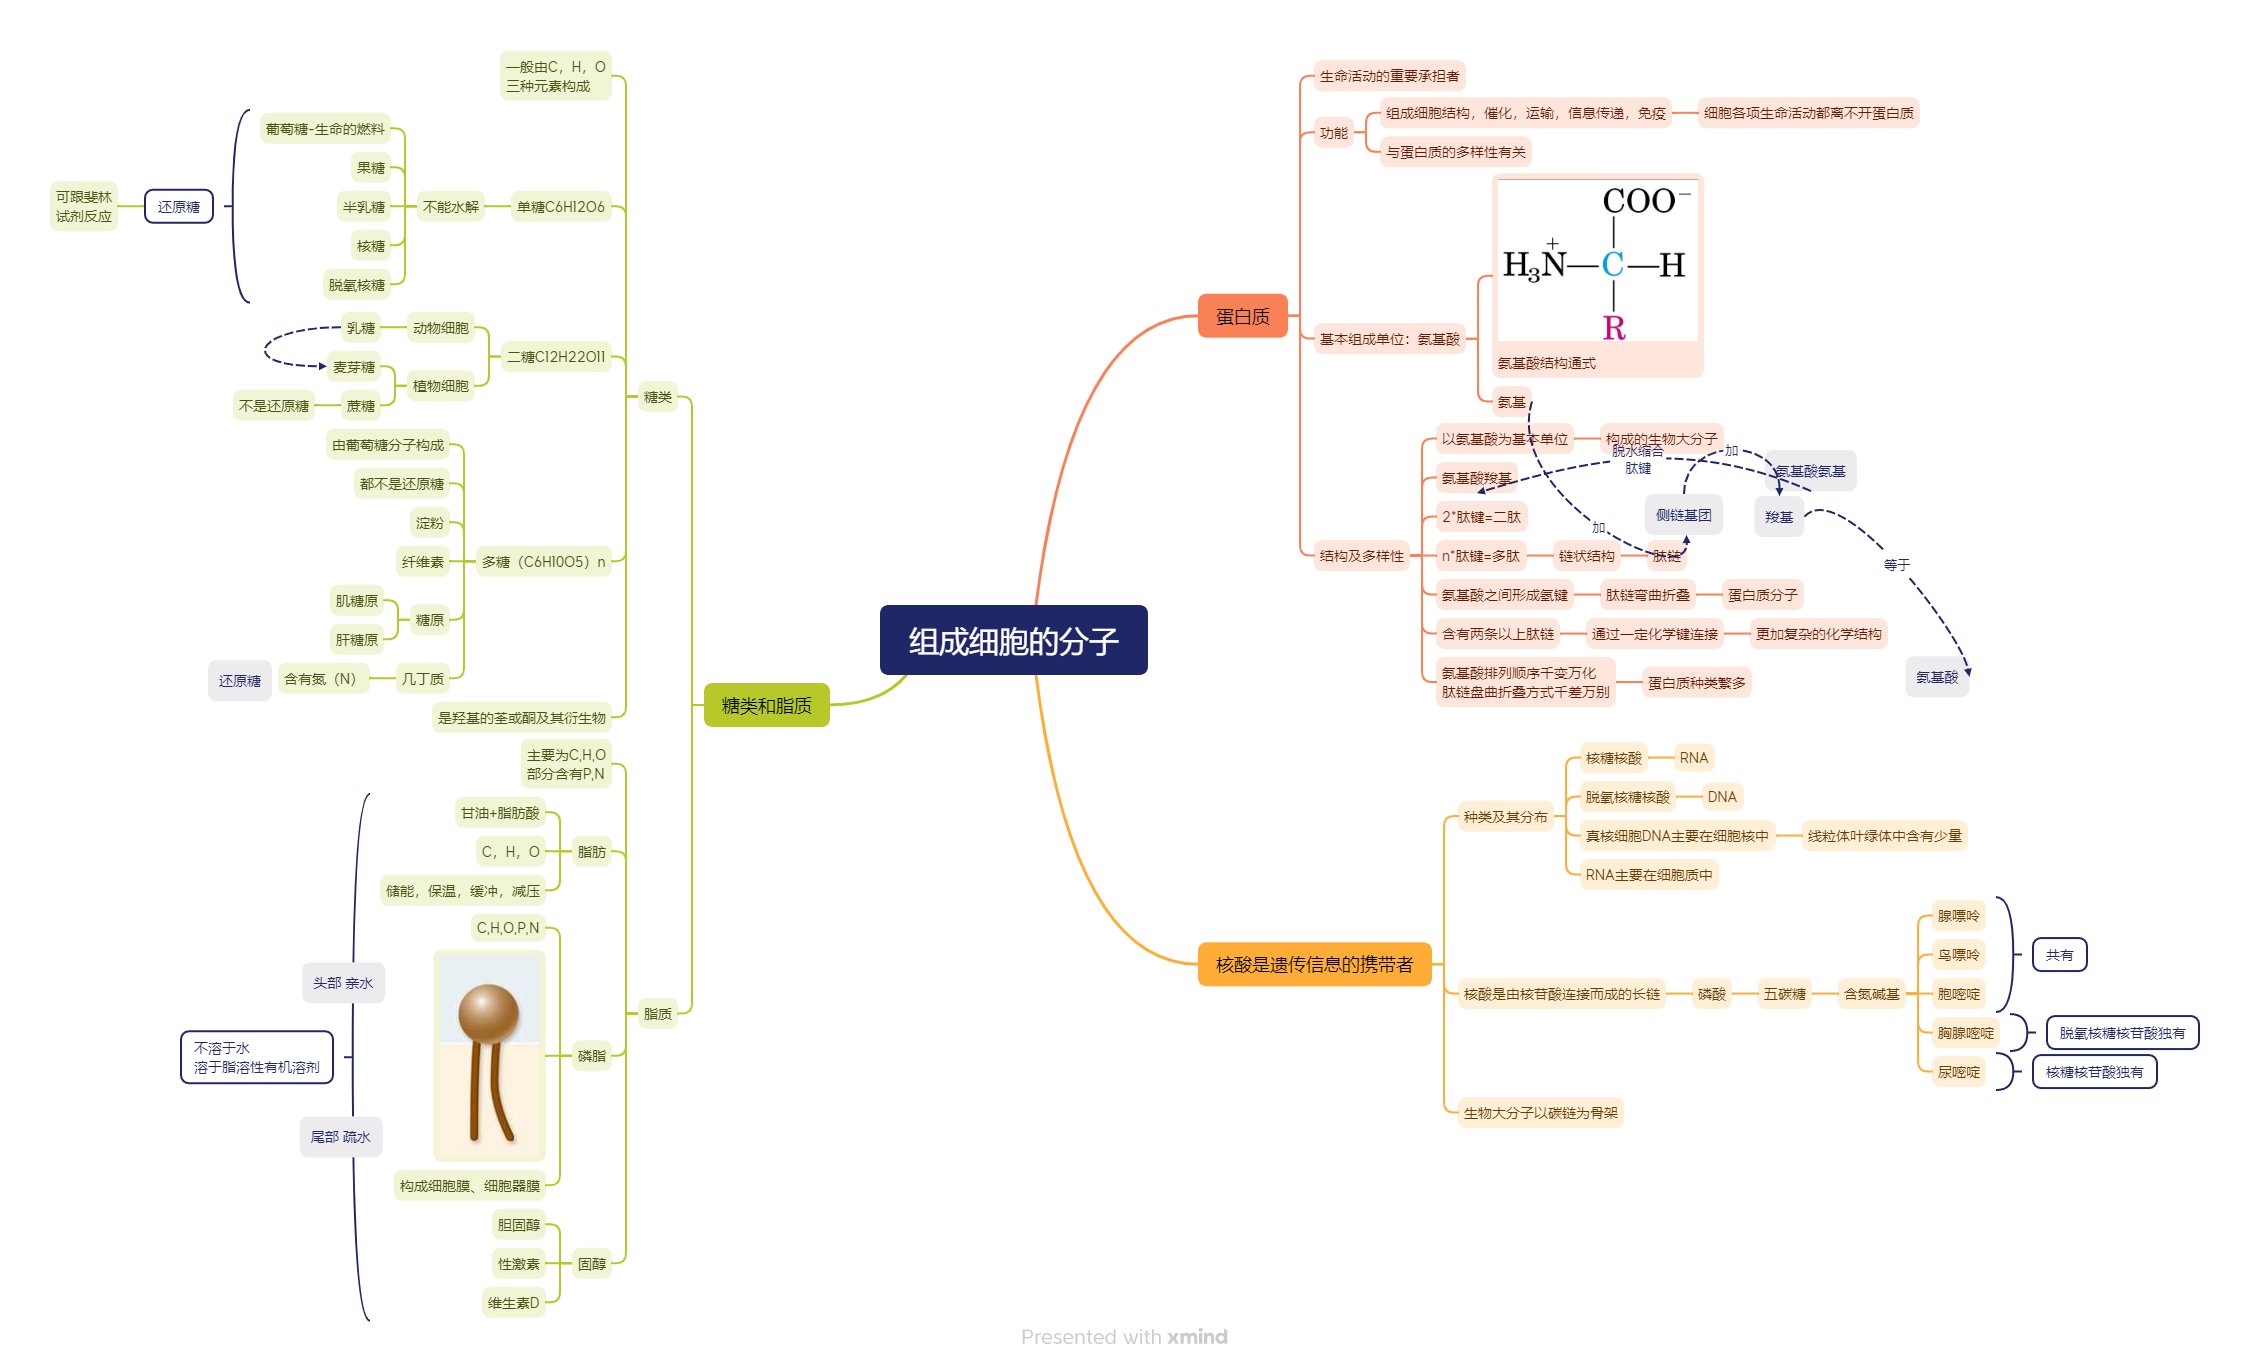 组成细胞的分子
蛋白质
生命活动的重要承担者
功能
组成细胞结构，催化，运输，信息传递，免疫
细胞各项生命活动都离不开蛋白质
与蛋白质的多样性有关
基本组成单位：氨基酸
COO−
+
H3N—C—H
R
氨基酸结构通式
氨基
结构及多样性
以氨基酸为基本单位
构成的生物大分子
氨基酸羧基
脱水缩合
肽键
加
氨基酸氨基
2*肽键=二肽
侧链基团
羧基
加
n*肽键=多肽
链状结构
肽链
等于
氨基酸之间形成氢键
肽链弯曲折叠
蛋白质分子
含有两条以上肽链
通过一定化学键连接
更加复杂的化学结构
氨基酸排列顺序千变万化
肽链盘曲折叠方式千差万别
蛋白质种类繁多
氨基酸
核酸是遗传信息的携带者
种类及其分布
核糖核酸
RNA
脱氧核糖核酸
DNA
真核细胞DNA主要在细胞核中
线粒体叶绿体中含有少量
RNA主要在细胞质中
核酸是由核苷酸连接而成的长链
磷酸
五碳糖
含氮碱基
腺嘌呤
鸟嘌呤
胞嘧啶
共有
胸腺嘧啶
脱氧核糖核苷酸独有
尿嘧啶
核糖核苷酸独有
生物大分子以碳链为骨架
糖类和脂质
糖类
一般由C，H，O
三种元素构成
单糖C6H12O6
不能水解
葡萄糖-生命的燃料
果糖
半乳糖
核糖
脱氧核糖
还原糖
可跟斐林
试剂反应
二糖C12H22O11
动物细胞
乳糖
植物细胞
麦芽糖
蔗糖
不是还原糖
多糖（C6H10O5）n
由葡萄糖分子构成
都不是还原糖
淀粉
纤维素
糖原
肌糖原
肝糖原
几丁质
含有氮（N）
还原糖
是羟基的荃或酮及其衍生物
脂质
主要为C,H,O
部分含有P,N
脂肪
甘油+脂肪酸
C，H，O
储能，保温，缓冲，减压
磷脂
C,H,O,P,N
头部 亲水
尾部 疏水
不溶于水
溶于脂溶性有机溶剂
构成细胞膜、细胞器膜
固醇
胆固醇
性激素
维生素D
Presented with xmind